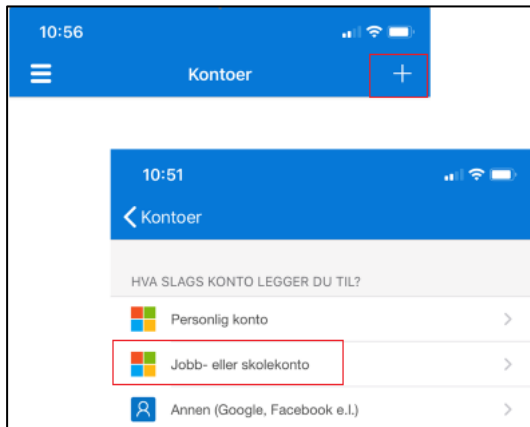 10:56
Kontoer
10:51
Kontoer
HVA SLAGS KONTO LEGGER DU TIL?
Personlig konto
Jobb- eller skolekonto
Annen (Google, Facebook e.l.)